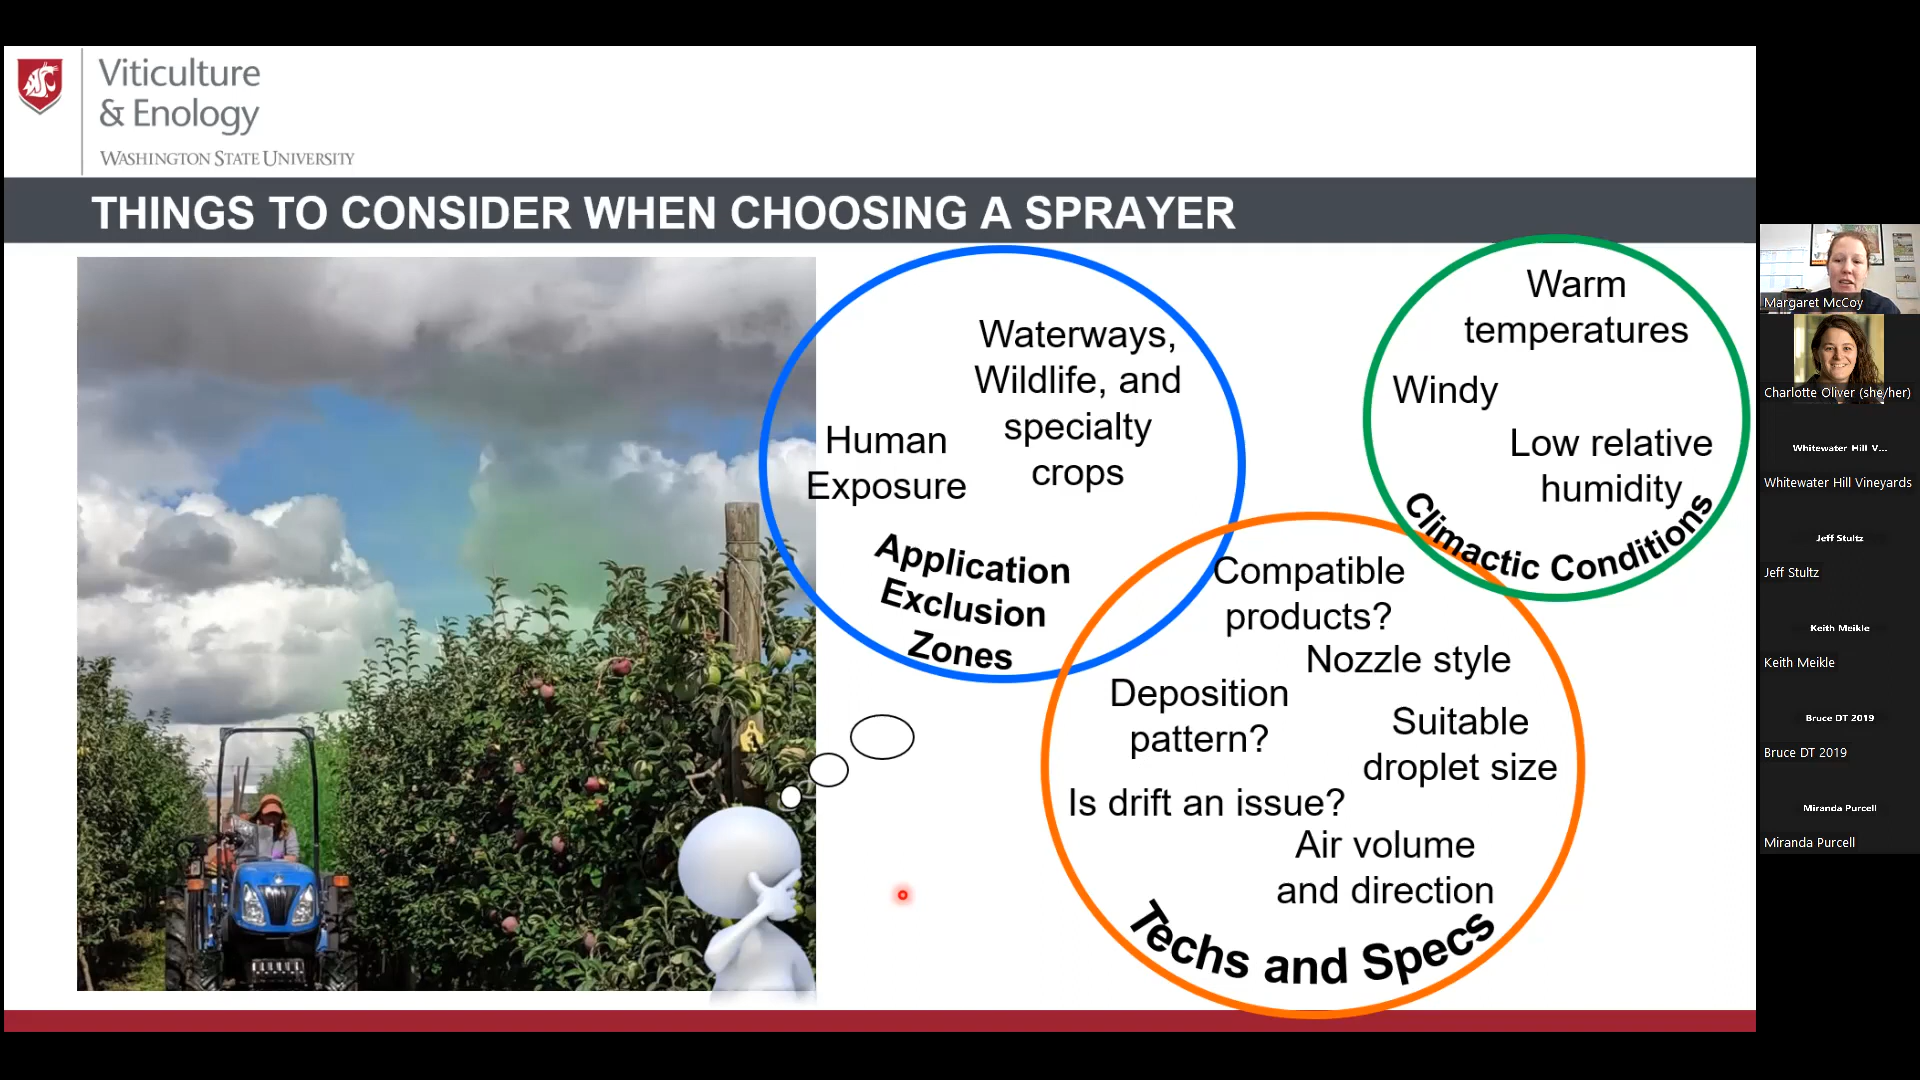 Viticulture
& Enology
WASHINGTON STATE UNIVERSITY
THINGS TO CONSIDER WHEN CHOOSING A SPRAYER
Waterways,
Wildlife, and
specialty
crops
Human
Exposure
Application
Exclusion
Zones
Warm
temperatures
Windy
Low relative
humidity
Climactic Conditions
Compatible
products?
Nozzle style
Deposition
pattern?
Suitable
droplet size
Is drift an issue?
Air volume
and direction
Techs and Specs
Margaret McCoy
Charlotte Oliver (she/her)
Whitewater Hill V...
Whitewater Hill Vineyards
Jeff Stultz
Jeff Stultz
Keith Meikle
Keith Meikle
Bruce DT 2019
Bruce DT 2019
Miranda Purcell
Miranda Purcell